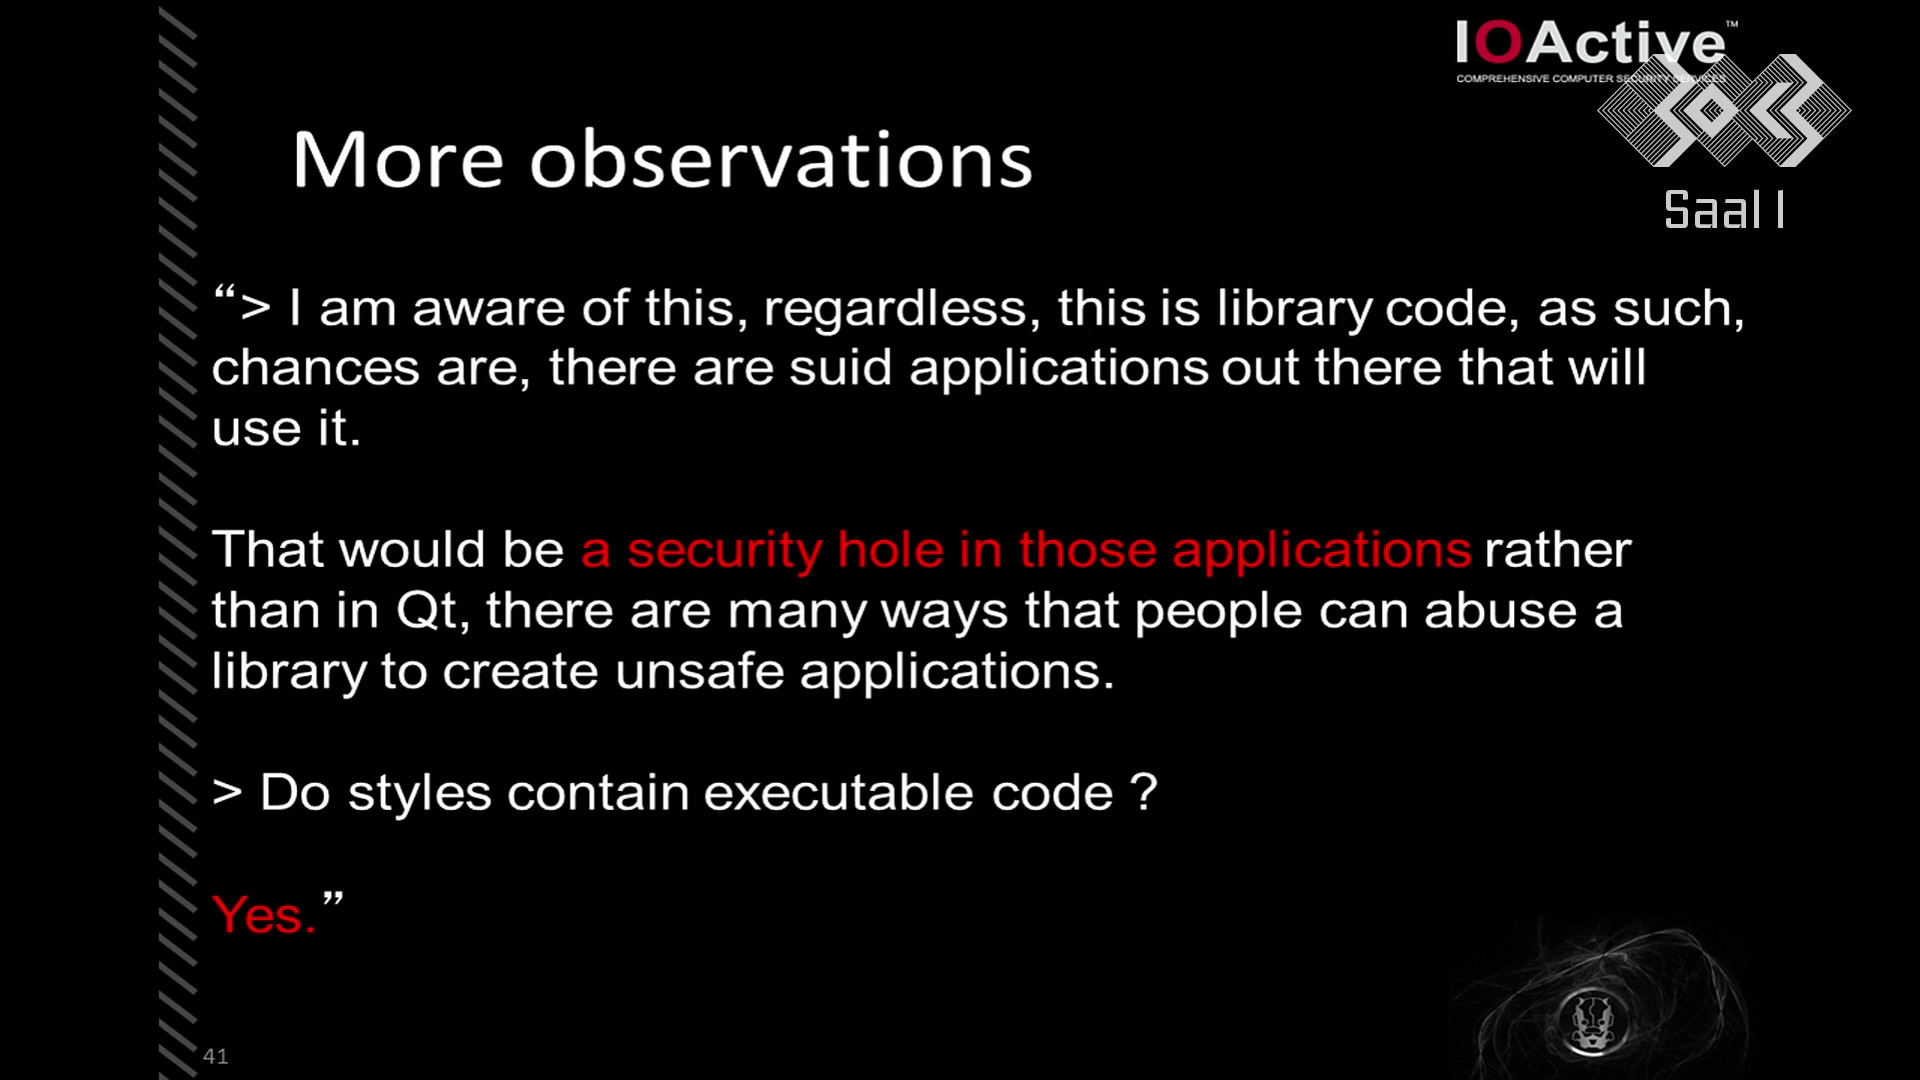 IOActive™
COMPREHENSIVE COMPUTER SECURITY SERVICES
Saal 1
More observations
“> I am aware of this, regardless, this is library code, as such,
chances are, there are suid applications out there that will
use it.
That would be a security hole in those applications rather
than in Qt, there are many ways that people can abuse a
library to create unsafe applications.
> Do styles contain executable code ?
Yes.”
41